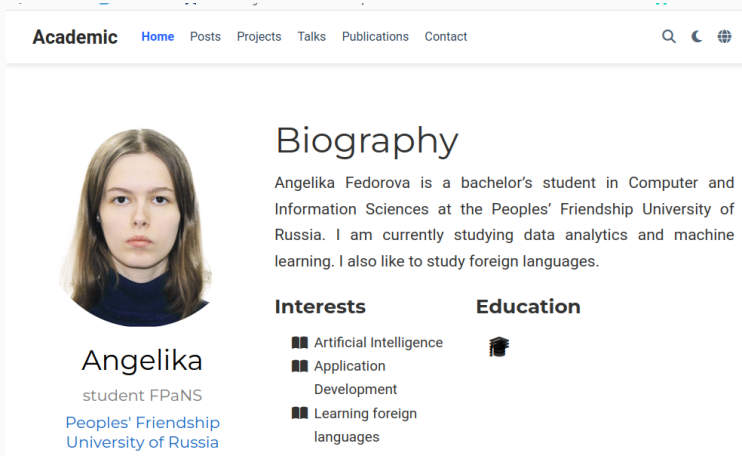 Academic Home Posts Projects Talks Publications Contact
Biography
Angelika Fedorova is a bachelor's student in Computer and
Information Sciences at the Peoples' Friendship University of
Russia. I am currently studying data analytics and machine
learning. I also like to study foreign languages.
Angelika
student FPaNS
Peoples' Friendship
University of Russia
Interests
Artificial Intelligence
Application
Development
Learning foreign
languages
Education